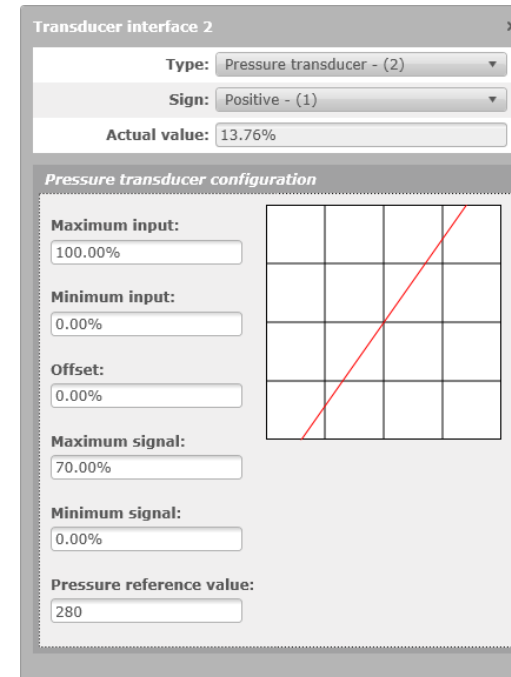 Transducer interface 2
Type: Pressure transducer - (2)
Sign: Positive - (1)
Actual value: 13.76%
Pressure transducer configuration
Maximum input:
100.00%
Minimum input:
0.00%
Offset:
0.00%
Maximum signal:
70.00%
Minimum signal:
0.00%
Pressure reference value:
280